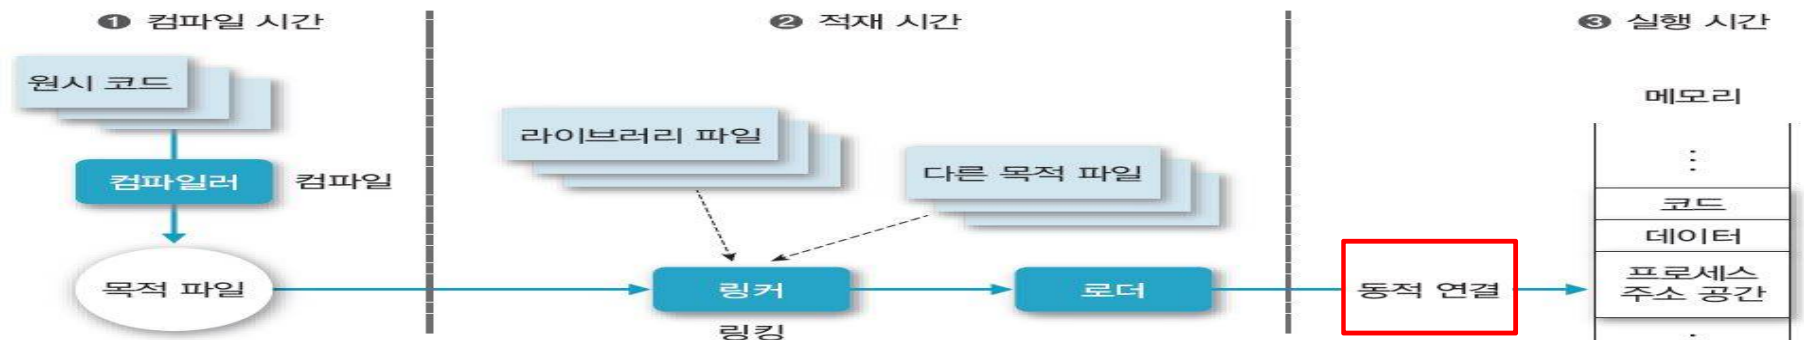 ❶ 컴파일 시간
❷ 적재 시간
❸ 실행 시간
원시 코드
컴파일러
컴파일
목적 파일
라이브러리 파일
다른 목적 파일
링커
링킹
로더
동적 연결
메모리
⋮
코드
데이터
프로세스
주소 공간